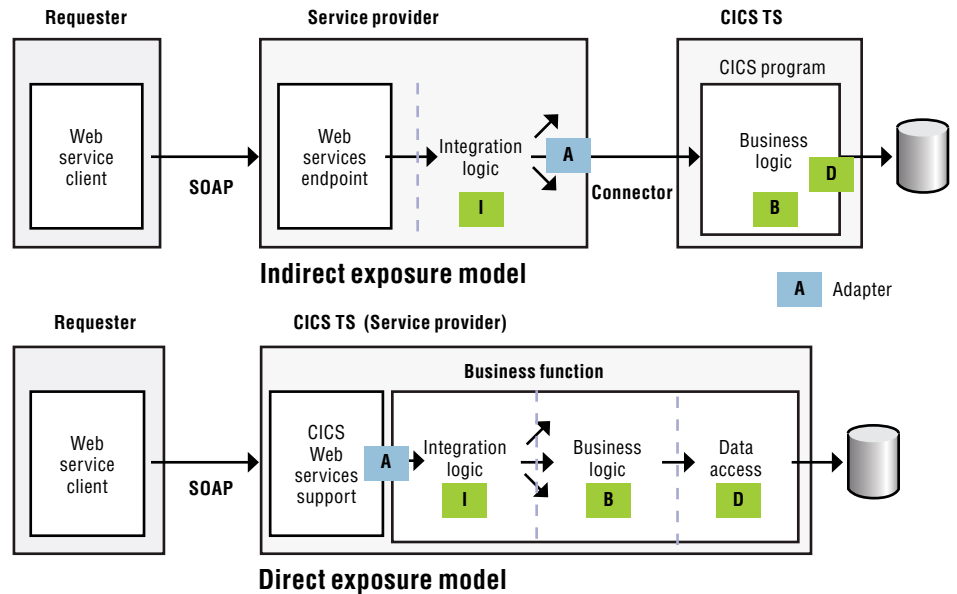 Requester
Service provider
CICS TS
CICS program
Web
service
client
SOAP
Web
services
endpoint
Integration
logic
I
A
Connector
Business
logic
D
B
Indirect exposure model
A Adapter
Requester
CICS TS (Service provider)
Business function
Web
service
client
SOAP
CICS
Web
services
support
A
Integration
logic
I
Business
logic
B
Data
access
D
Direct exposure model